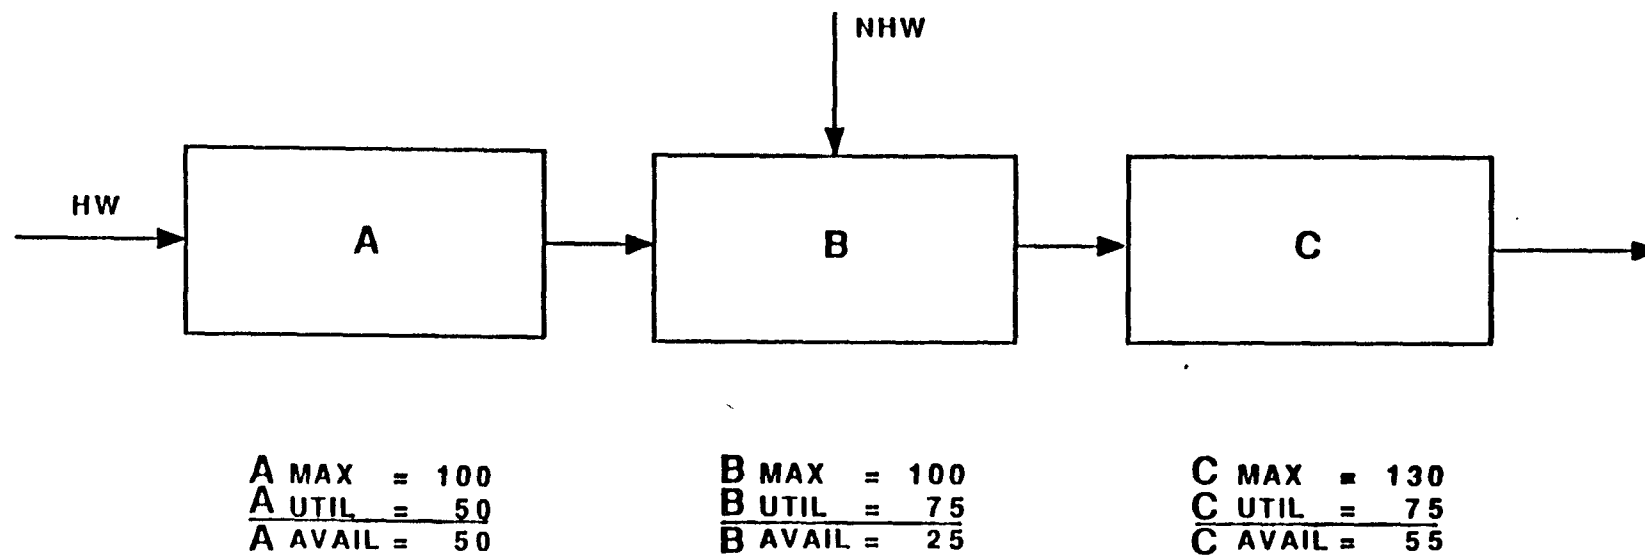 NHW
HW
A
B
C
A MAX = 100
A UTIL = 50
A AVAIL = 50
B MAX = 100
B UTIL = 75
B AVAIL = 25
C MAX = 130
C UTIL = 75
C AVAIL = 55